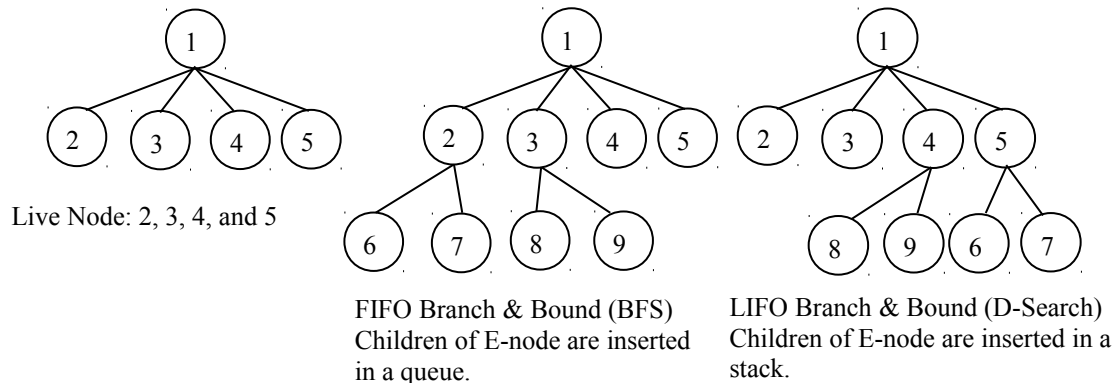 1
2 3 4 5
Live Node: 2, 3, 4, and 5
1
2 3 4 5
6 7 8 9
FIFO Branch & Bound (BFS)
Children of E-node are inserted
in a queue.
1
2 3 4 5
8 9 6 7
LIFO Branch & Bound (D-Search)
Children of E-node are inserted in a
stack.